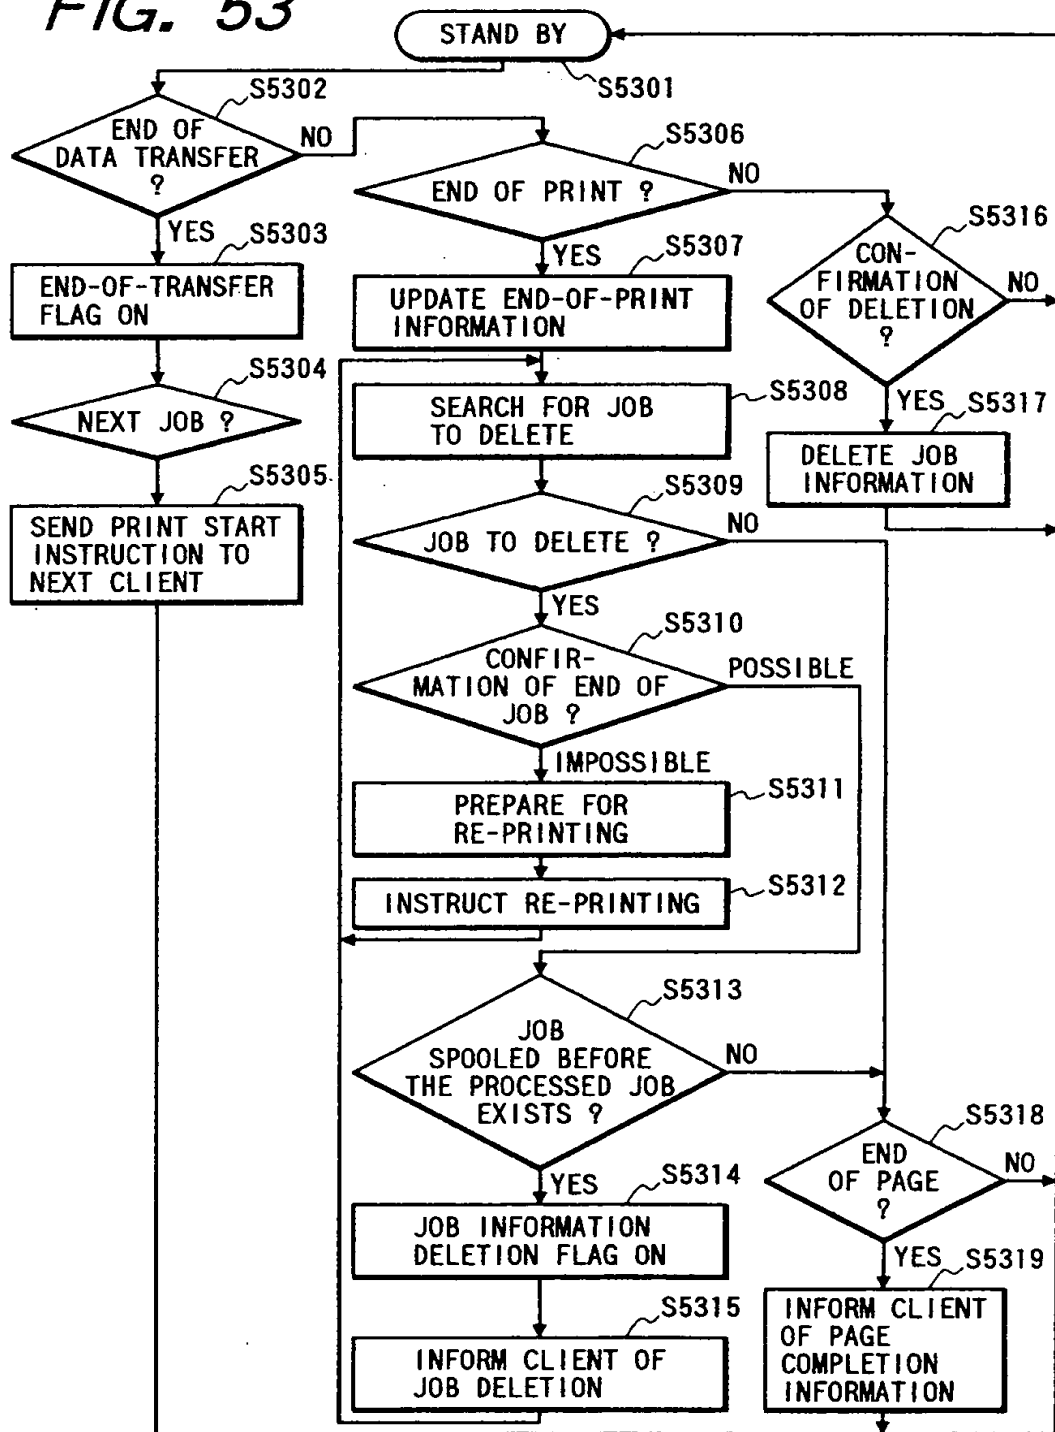 FIG. 53
STAND BY
S5301
S5302
END OF
DATA TRANSFER
?
NO
YES
S5303
END-OF-TRANSFER
FLAG ON
S5304
NEXT JOB ?
S5305
SEND PRINT START
INSTRUCTION TO
NEXT CLIENT
S5306
END OF PRINT ?
NO
YES
S5307
UPDATE END-OF-PRINT
INFORMATION
S5308
SEARCH FOR JOB
TO DELETE
S5309
JOB TO DELETE ?
NO
YES
S5310
CONFIR-
MATION OF END OF
JOB ?
POSSIBLE
IMPOSSIBLE
S5311
PREPARE FOR
RE-PRINTING
S5312
INSTRUCT RE-PRINTING
S5313
JOB
SPOOLED BEFORE
THE PROCESSED JOB
EXISTS ?
NO
YES
S5314
JOB INFORMATION
DELETION FLAG ON
S5315
INFORM CLIENT OF
JOB DELETION
S5316
CON-
FIRMATION
OF DELETION
?
NO
YES
S5317
DELETE JOB
INFORMATION
S5318
END
OF PAGE
?
NO
YES
S5319
INFORM CLIENT
OF PAGE
COMPLETION
INFORMATION